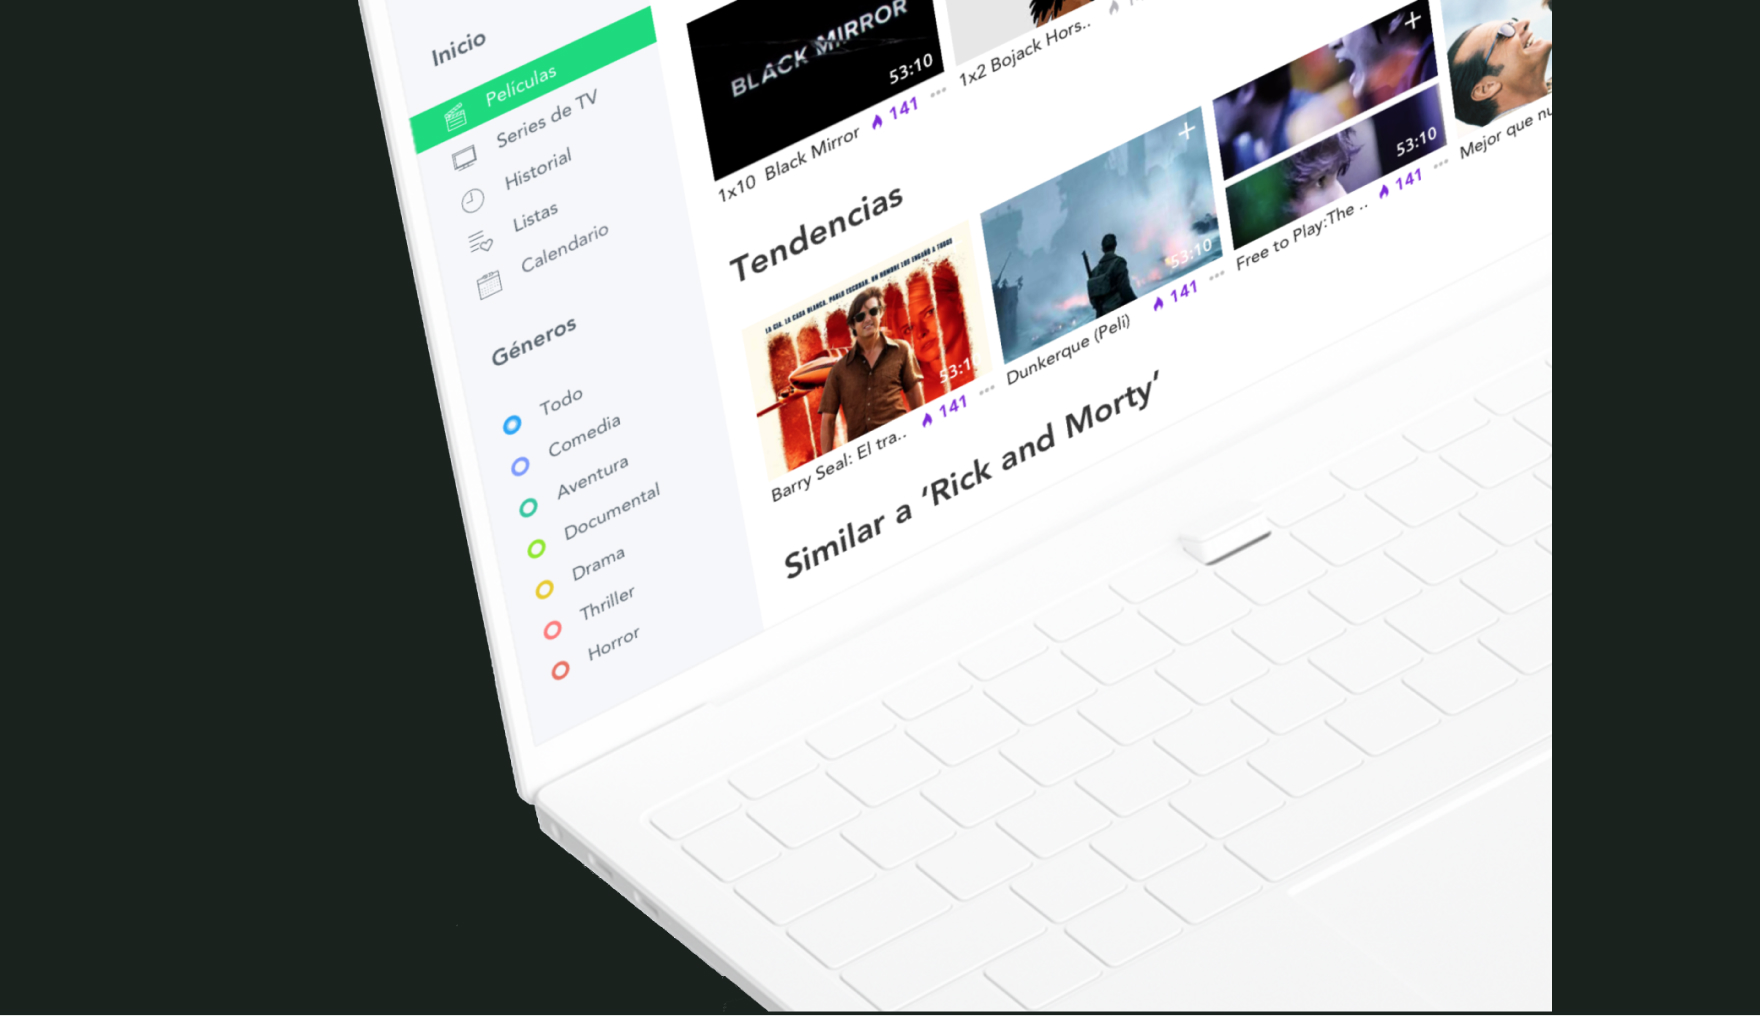 Inicio
Películas
Series de TV
Historial
Listas
Calendario
Géneros
Todo
Comedia
Aventura
Documental
Drama
Thriller
Horror
BLACK MIRROR
53:10
1x10 Black Mirror 141 ...
1x2 Bojack Hors..
Tendencias
LA CIA, LA CASA BLANCA, PABLO ESCOBAR. UN HOMBRE LOS ENGAÑÓ A TODOS
53:1
Barry Seal: El tra.. 141 ...
+
53:10
Dunkerque (Peli) 141 ...
+
53:10
Free to Play:The .. 141 ...
Mejor que
Similar a ‘Rick and Morty’